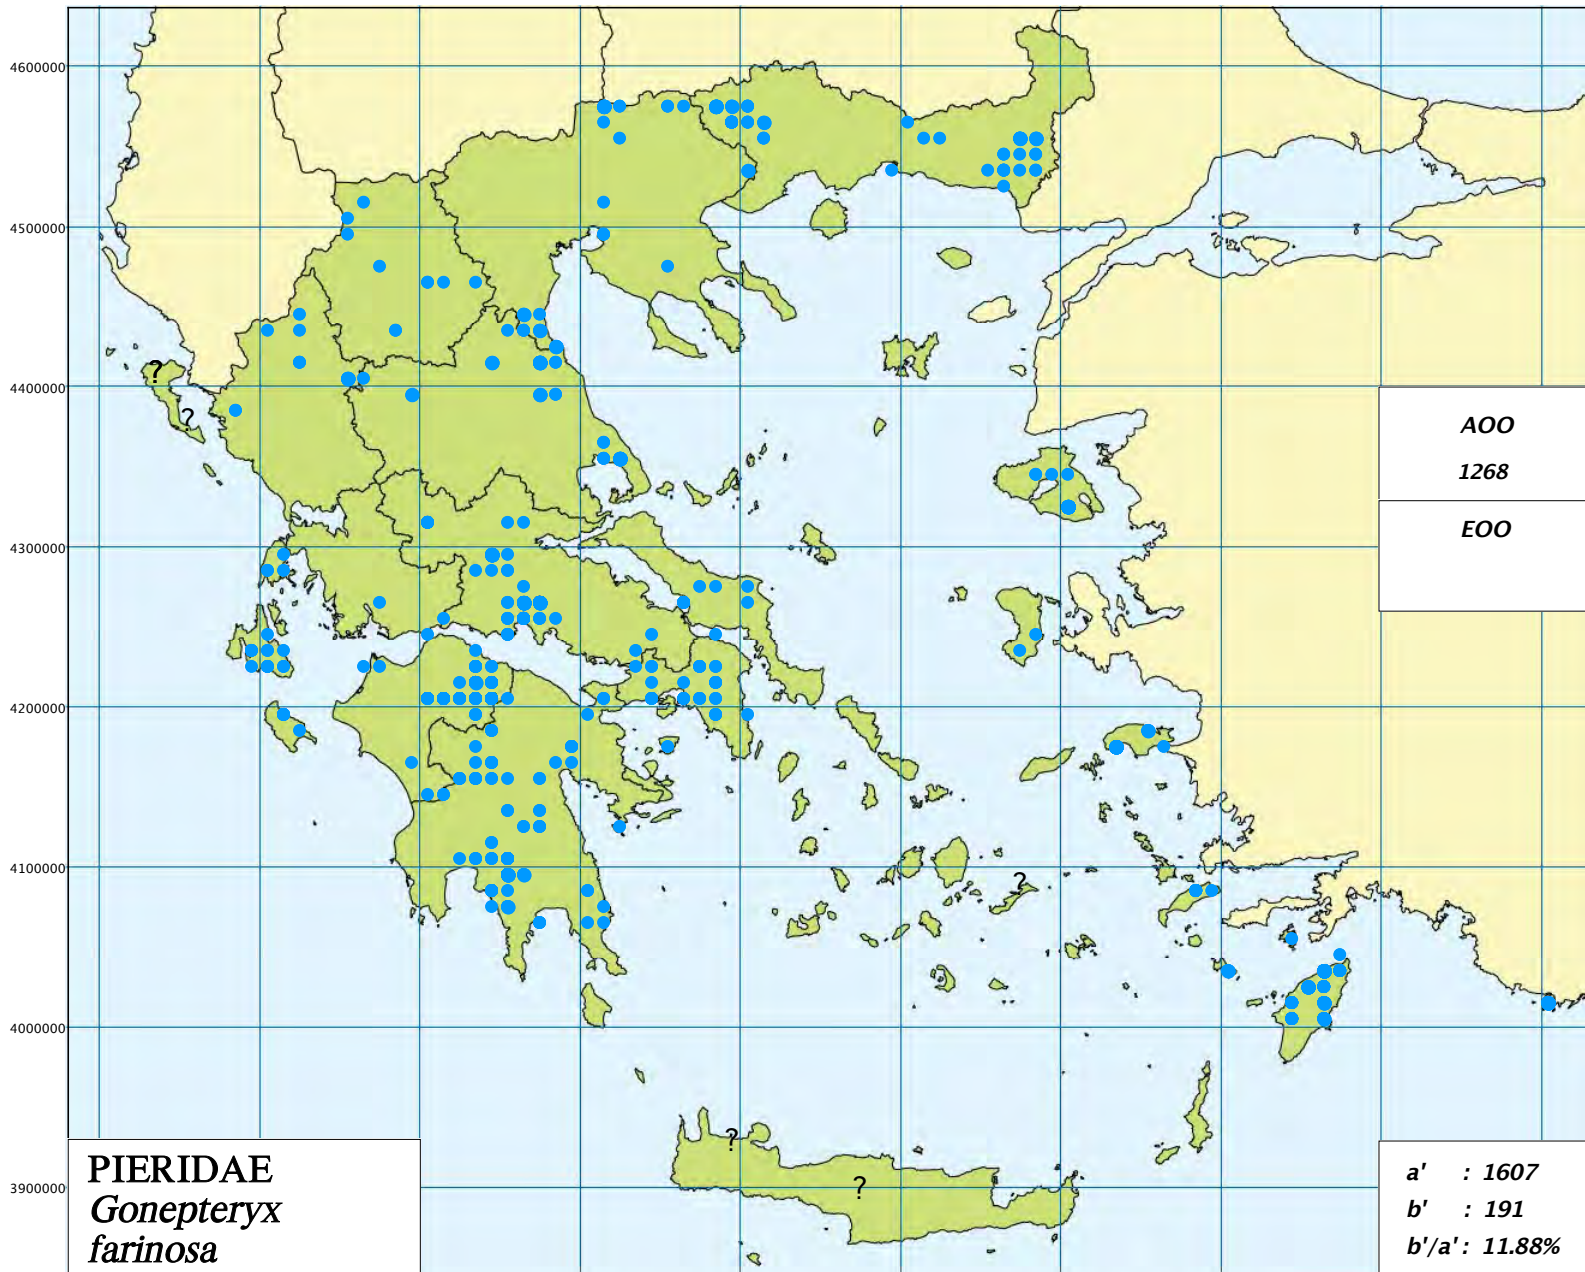 4600000
4500000
?
4400000
?
AOO
1268
EOO
4300000
4200000
4100000
?
4000000
?
3900000
?
PIERIDAE
Gonepteryx
farinosa
a' : 1607
b' : 191
b'/a' : 11.88%